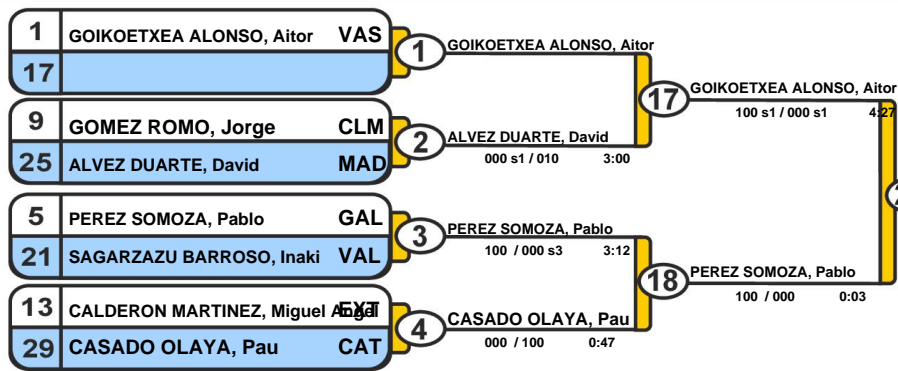 1 GOIKOETXEA ALONSO, Aitor VAS
17
1
GOIKOETXEA ALONSO, Aitor
9 GOMEZ ROMO, Jorge CLM
25 ALVEZ DUARTE, David MAD
2
ALVEZ DUARTE, David
000 s1 / 010 3:00
17
GOIKOETXEA ALONSO, Aitor
100 s1 / 000 s1 4:27
5 PEREZ SOMOZA, Pablo GAL
21 SAGARZAZU BARROSO, Inaki VAL
3
PEREZ SOMOZA, Pablo
100 / 000 s3 3:12
13 CALDERON MARTINEZ, Miguel Angel EXT
29 CASADO OLAYA, Pau CAT
4
CASADO OLAYA, Pau
000 / 100 0:47
18
PEREZ SOMOZA, Pablo
100 / 000 0:03